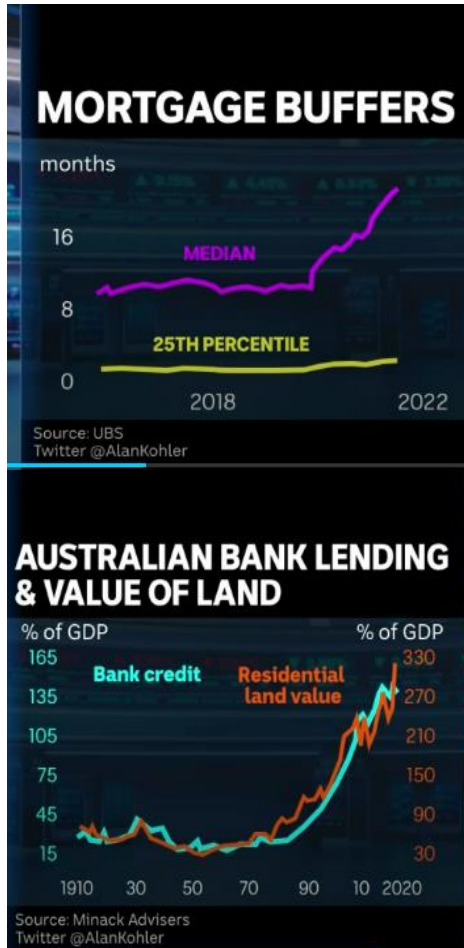 MORTGAGE BUFFERS
months
16
MEDIAN
8
25TH PERCENTILE
0
2018 2022
Source: UBS
Twitter @AlanKohler
AUSTRALIAN BANK LENDING
& VALUE OF LAND
% of GDP % of GDP
165 330
Bank credit Residential
land value
135 270
105 210
75 150
45 90
15 30
1910 30 50 70 90 10 2020
Source: Minack Advisers
Twitter @AlanKohler